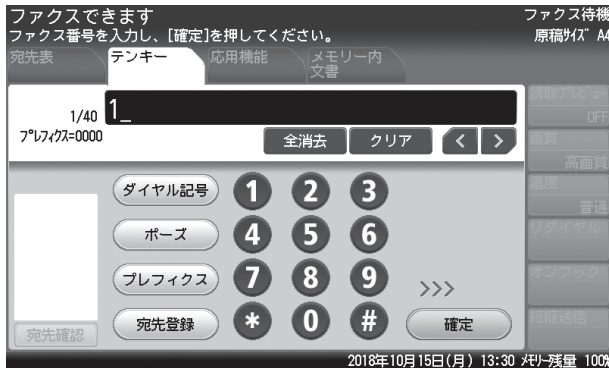 ファクスできます
ファクス待機
ファクス番号を入力し、[確定]を押してください。
原稿ｻｲｽﾞ A4
宛先表
テンキー
応用機能
メモリー内
文書
1/40
1_
ﾌﾟﾚﾌｨｸｽ=0000
全消去
クリア
<
>
ダイヤル記号
1
2
3
ポーズ
4
5
6
プレフィクス
7
8
9
>>>
宛先登録
*
0
#
確定
宛先確認
読取ﾌﾟﾚﾋﾞｭｰ
OFF
画質
高画質
濃度
普通
リダイヤル
オンフック
短縮送信
2018年10月15日(月) 13:30 ﾒﾓﾘｰ残量 100%